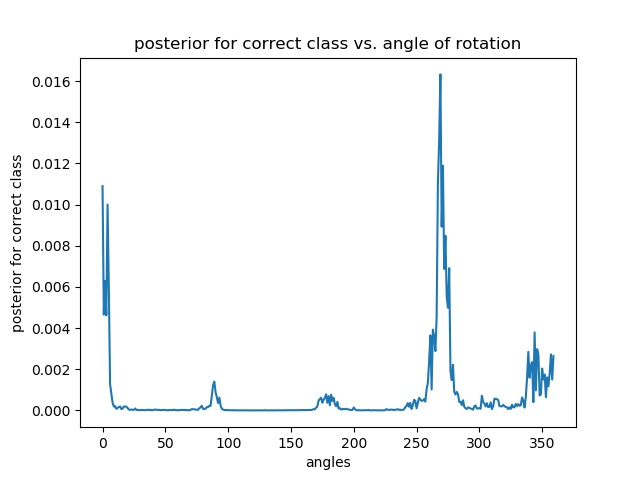 posterior for correct class vs. angle of rotation
0.016
0.014
0.012
0.010
0.008
0.006
0.004
0.002
0.000
posterior for correct class
0 50 100 150 200 250 300 350
angles